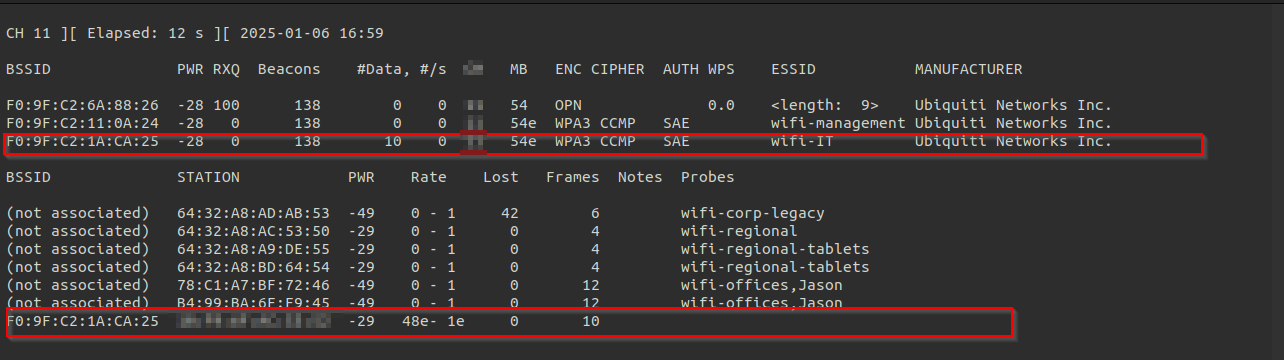 CH 11 ][ Elapsed: 12 s ][ 2025-01-06 16:59
BSSID PWR RXQ Beacons #Data, #/s MB ENC CIPHER AUTH WPS ESSID MANUFACTURER
F0:9F:C2:6A:88:26 -28 100 138 0 0 54 OPN 0.0 <length: 9> Ubiquiti Networks Inc.
F0:9F:C2:11:0A:24 -28 0 138 0 0 54e WPA3 CCMP SAE wifi-management Ubiquiti Networks Inc.
F0:9F:C2:1A:CA:25 -28 0 138 10 0 54e WPA3 CCMP SAE wifi-IT Ubiquiti Networks Inc.
BSSID STATION PWR Rate Lost Frames Notes Probes
(not associated) 64:32:A8:AD:AB:53 -49 0 - 1 42 6 wifi-corp-legacy
(not associated) 64:32:A8:AC:53:50 -29 0 - 1 0 4 wifi-regional
(not associated) 64:32:A8:A9:DE:55 -29 0 - 1 0 4 wifi-regional-tablets
(not associated) 64:32:A8:BD:64:54 -29 0 - 1 0 4 wifi-regional-tablets
(not associated) 78:C1:A7:BF:72:46 -49 0 - 1 0 12 wifi-offices,Jason
(not associated) B4:99:BA:6F:F9:45 -49 0 - 1 0 12 wifi-offices,Jason
F0:9F:C2:1A:CA:25 -29 48e- 1e 0 10